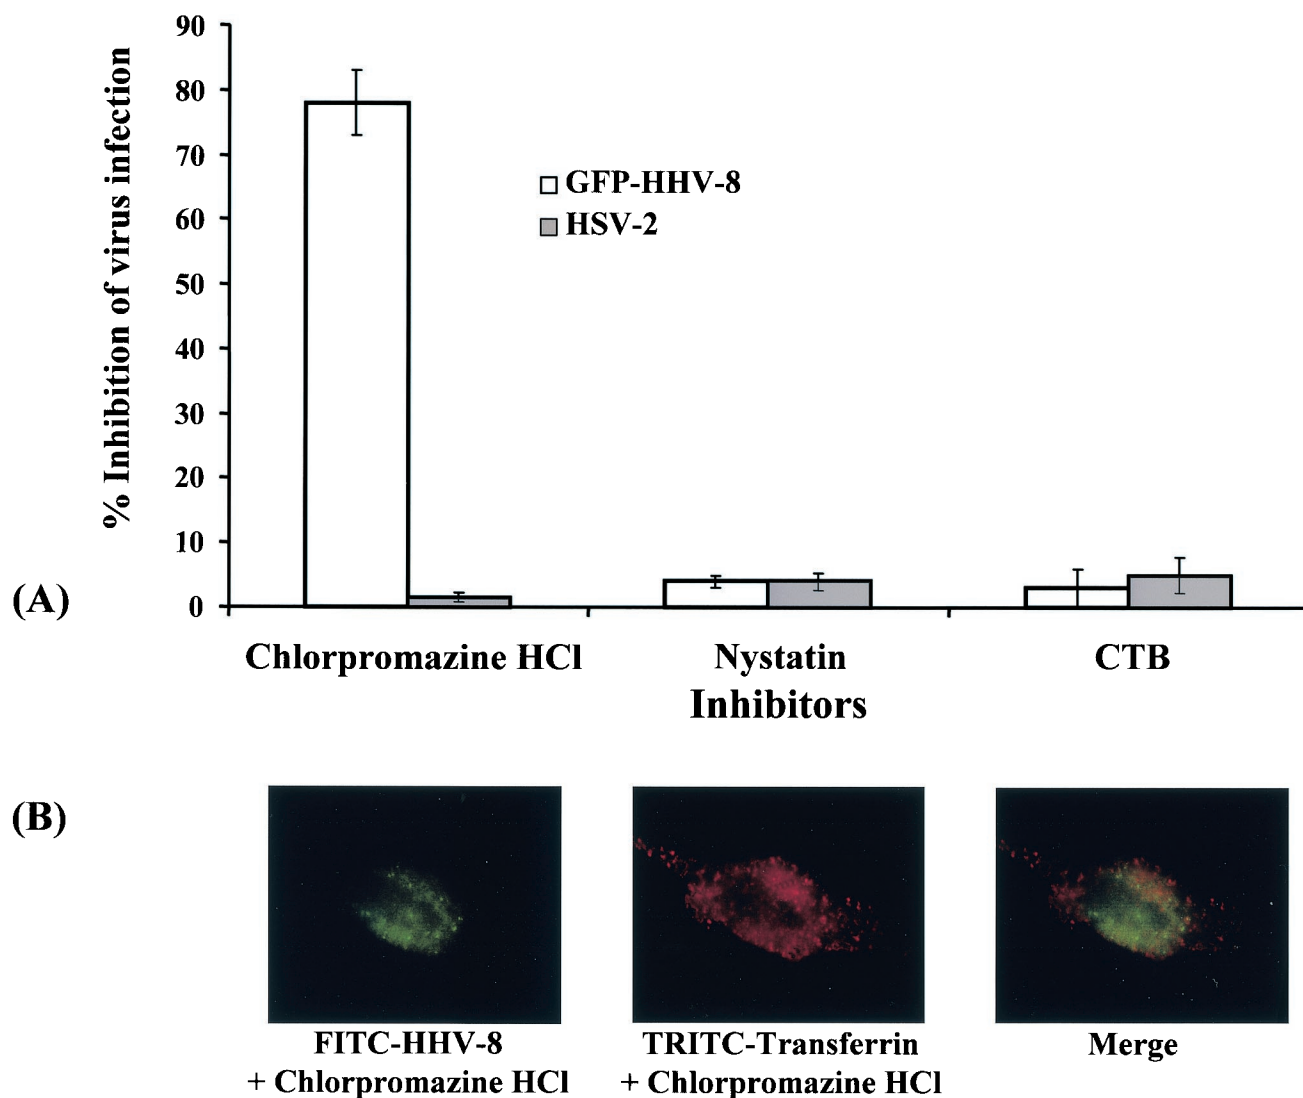 90
80
70
60
50
40
30
20
10
0
% Inhibition of virus infection
GFP-HHV-8
HSV-2
(A)
Chlorpromazine HCl
Nystatin
CTB
Inhibitors
(B)
FITC-HHV-8
+ Chlorpromazine HCl
TRITC-Transferrin
+ Chlorpromazine HCl
Merge